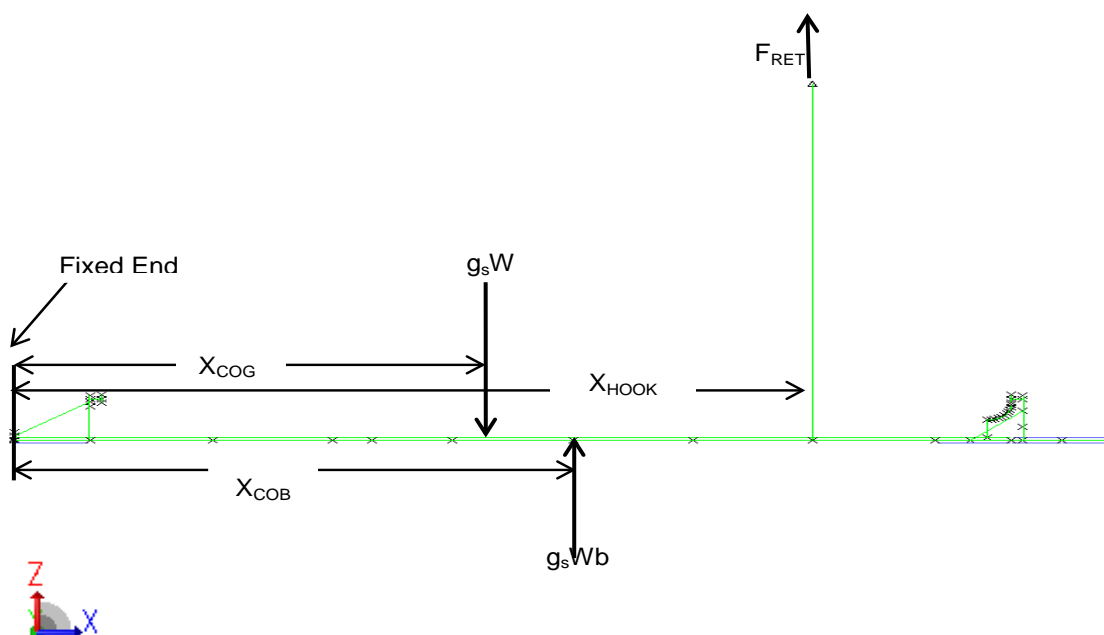 F_RET
Fixed End
g_sW
X_COG
X_HOOK
X_COB
g_sWb
Z
Y
X